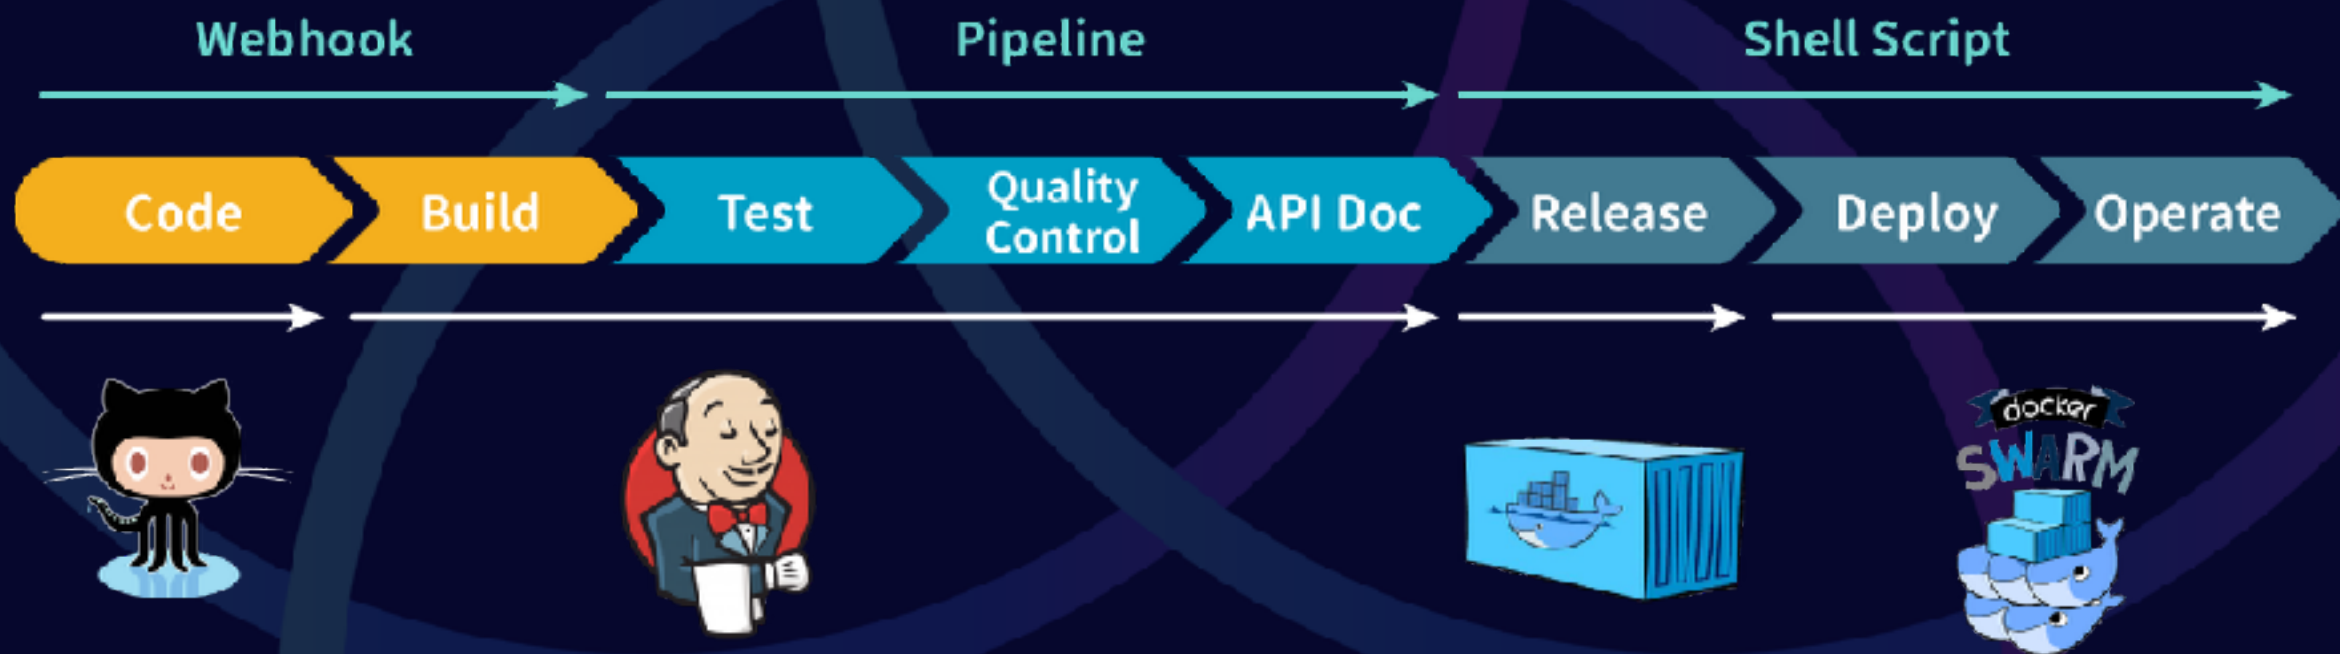 Webhook
Pipeline
Shell Script
Code
Build
Test
Quality
Control
API Doc
Release
Deploy
Operate
docker
SWARM